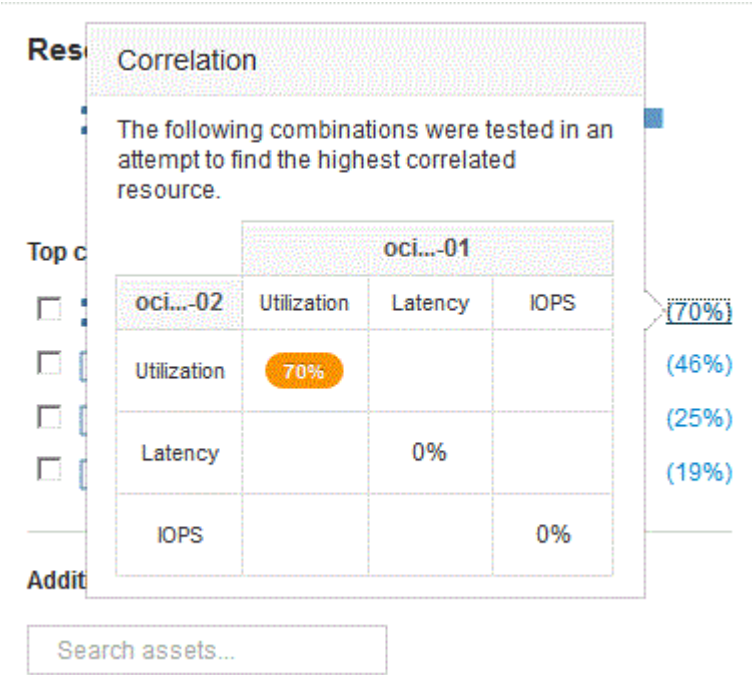 Res
Correlation
The following combinations were tested in an
attempt to find the highest correlated
resource.
Top c
oci...-01
oci...-02 Utilization Latency IOPS
(70%)
Utilization 70%
(46%)
(25%)
Latency 0%
(19%)
IOPS 0%
Addit
Search assets...